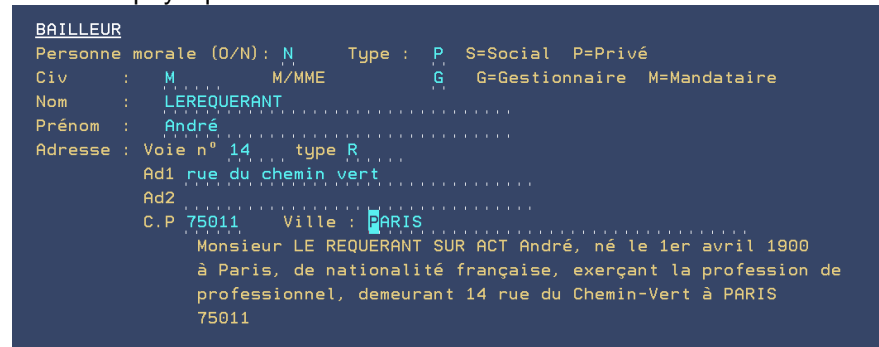 BAILLEUR
Personne morale (O/N): N Type : P S=Social P=Privé
Civ : M M/MME G G=Gestionnaire M=Mandataire
Nom : LEREQUERANT
Prénom : André
Adresse : Voie n° 14 type R
Ad1 rue du chemin vert
Ad2
C.P 75011 Ville : PARIS
Monsieur LE REQUERANT SUR ACT André, né le 1er avril 1900
à Paris, de nationalité française, exerçant la profession de
professionnel, demeurant 14 rue du Chemin-Vert à PARIS
75011